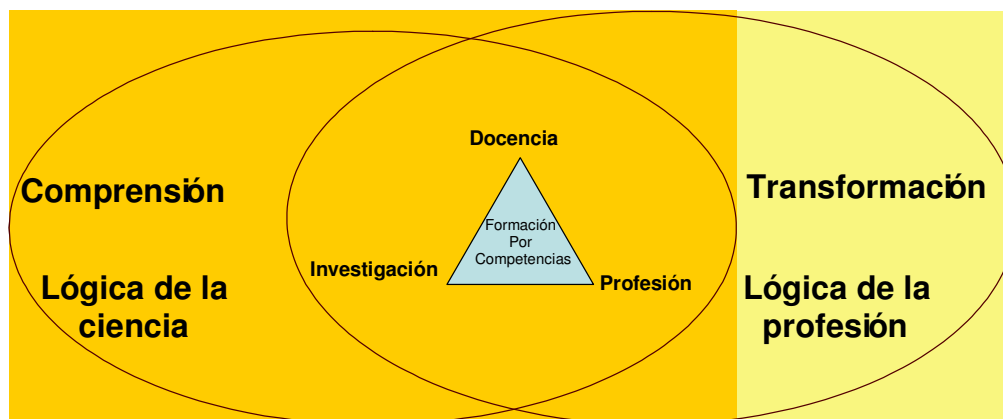 Docencia
Comprensión
Transformación
Formación
Por
Competencias
Investigación
Profesión
Lógica de la
ciencia
Lógica de la
profesión